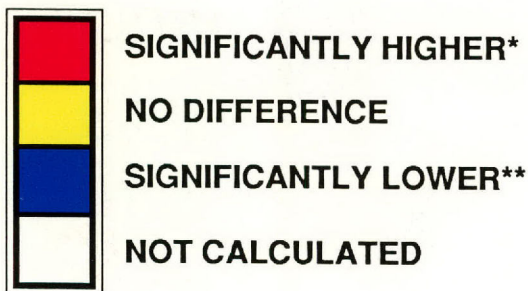 SIGNIFICANTLY HIGHER*
NO DIFFERENCE
SIGNIFICANTLY LOWER**
NOT CALCULATED